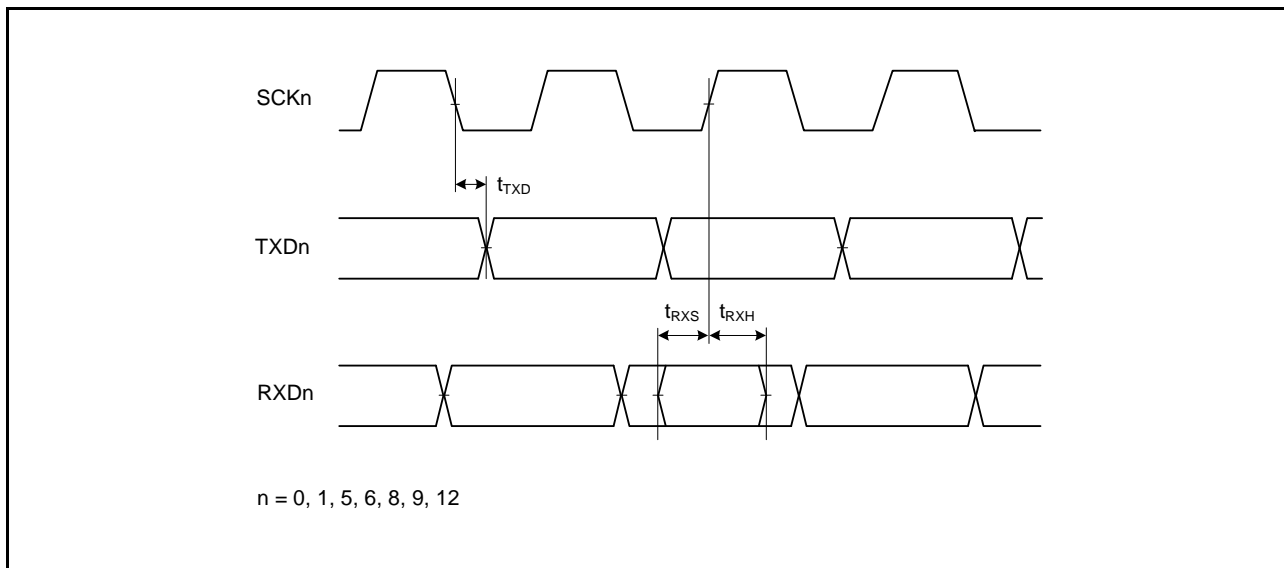 SCKn
tTXD
TXDn
tRXS tRXH
RXDn
n = 0, 1, 5, 6, 8, 9, 12